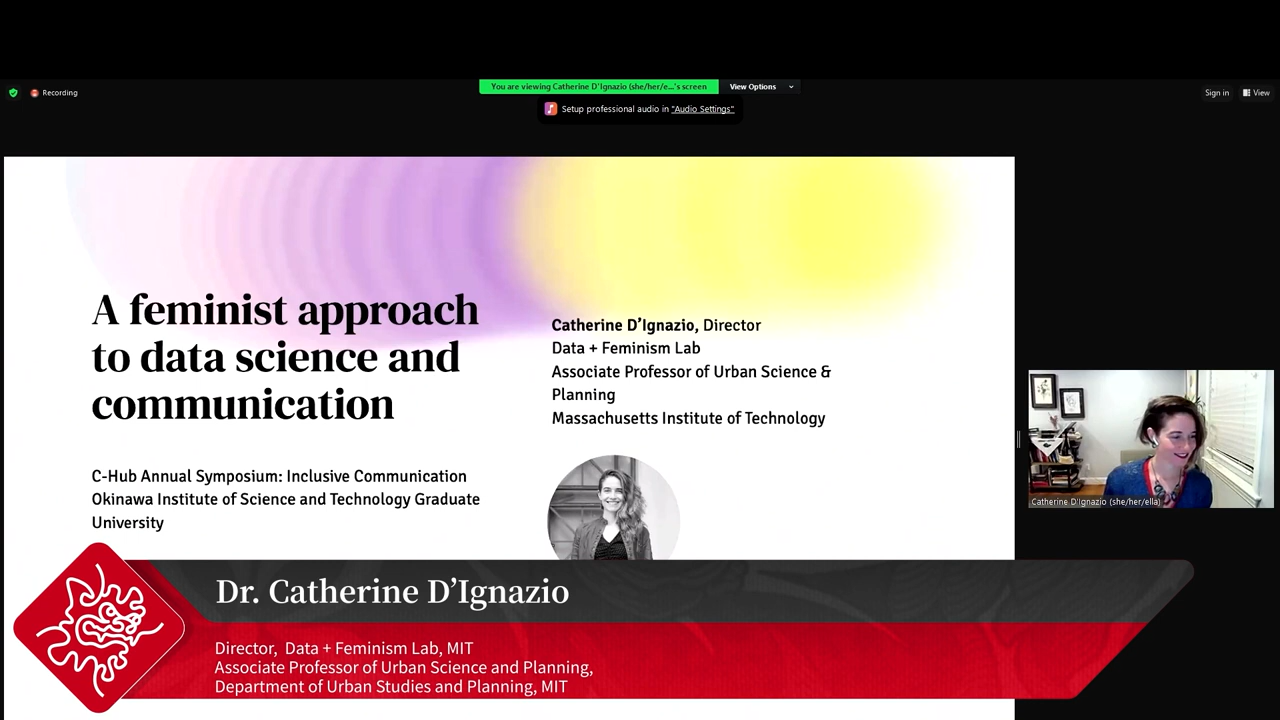 You are viewing Catherine D'Ignazio (she/her/e...'s screen
View Options
Recording
Setup professional audio in "Audio Settings"
Sign in
View
A feminist approach
to data science and
communication
C-Hub Annual Symposium: Inclusive Communication
Okinawa Institute of Science and Technology Graduate
University
Catherine D’Ignazio, Director
Data + Feminism Lab
Associate Professor of Urban Science &
Planning
Massachusetts Institute of Technology
Catherine D'Ignazio (she/her/ella)
Dr. Catherine D’Ignazio
Director, Data + Feminism Lab, MIT
Associate Professor of Urban Science and Planning,
Department of Urban Studies and Planning, MIT